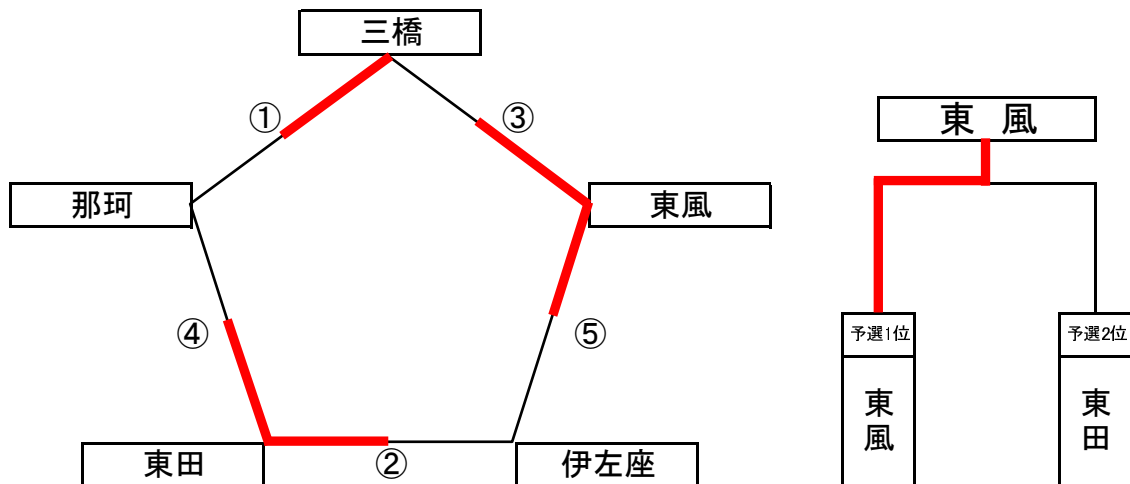 三橋
①
③
東 風
那珂
東風
④
⑤
予選1位
予選2位
東風
東田
東田
②
伊左座